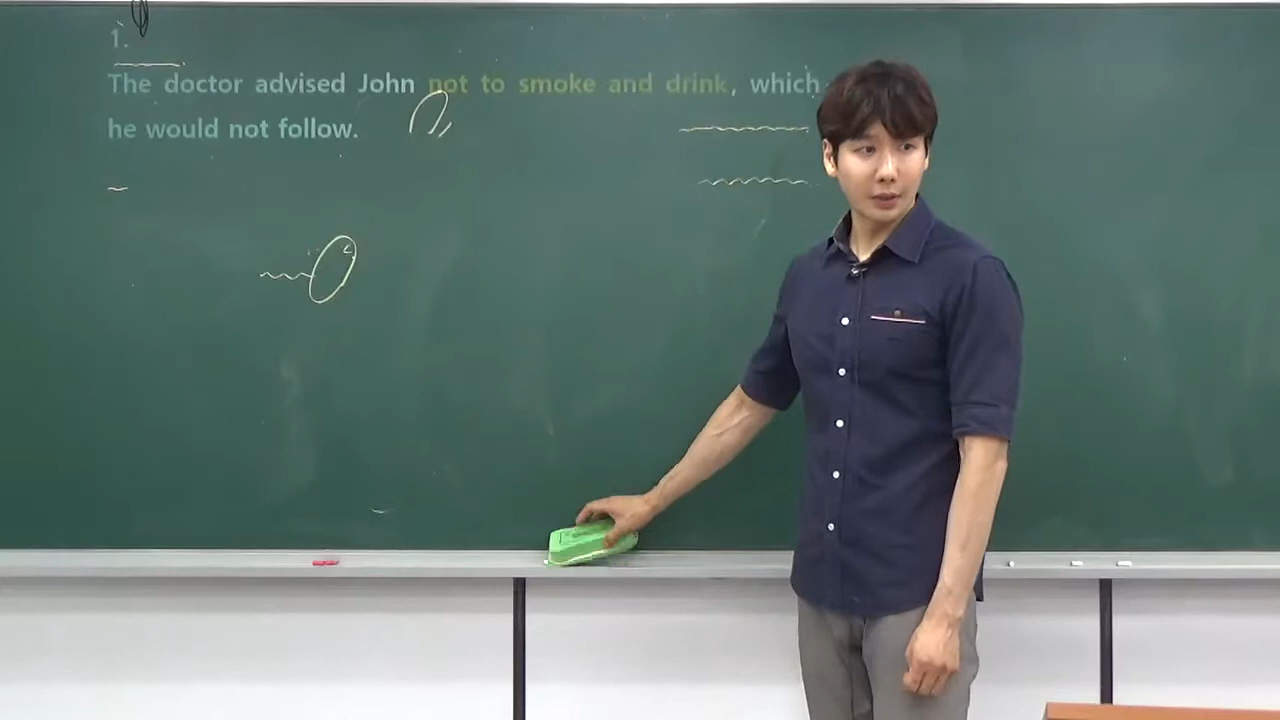 1.
The doctor advised John not to smoke and drink, which
he would not follow.